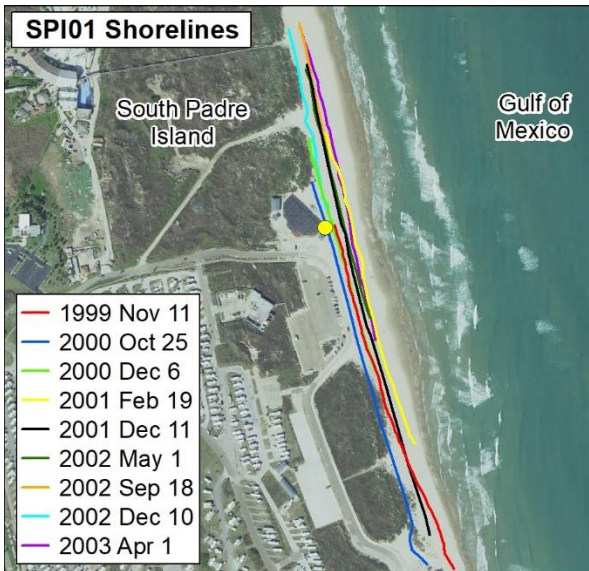 SPI01 Shorelines
South Padre
Island
Gulf of
Mexico
1999 Nov 11
2000 Oct 25
2000 Dec 6
2001 Feb 19
2001 Dec 11
2002 May 1
2002 Sep 18
2002 Dec 10
2003 Apr 1